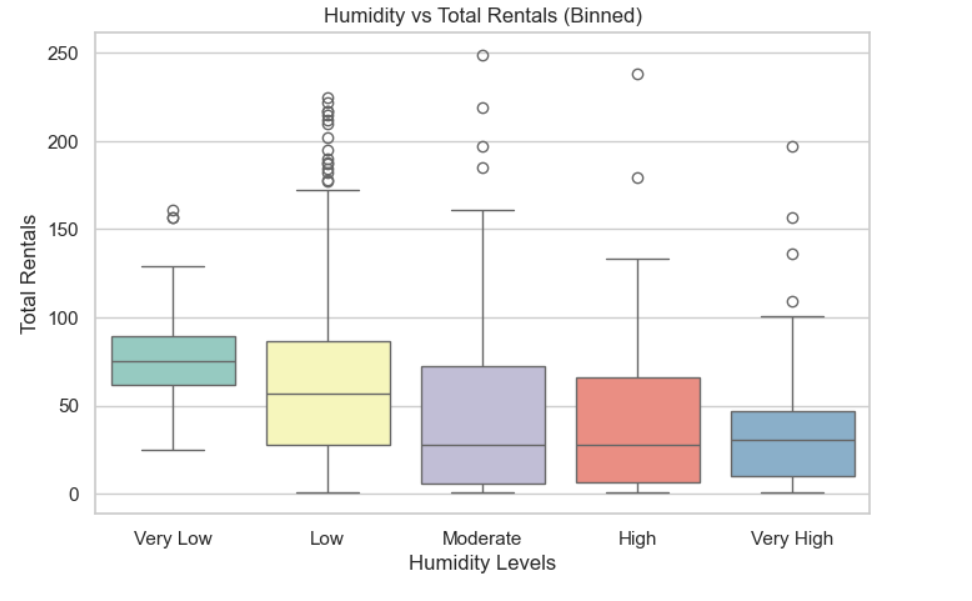 Humidity vs Total Rentals (Binned)
Total Rentals
250
200
150
100
50
0
Very Low Low Moderate High Very High
Humidity Levels